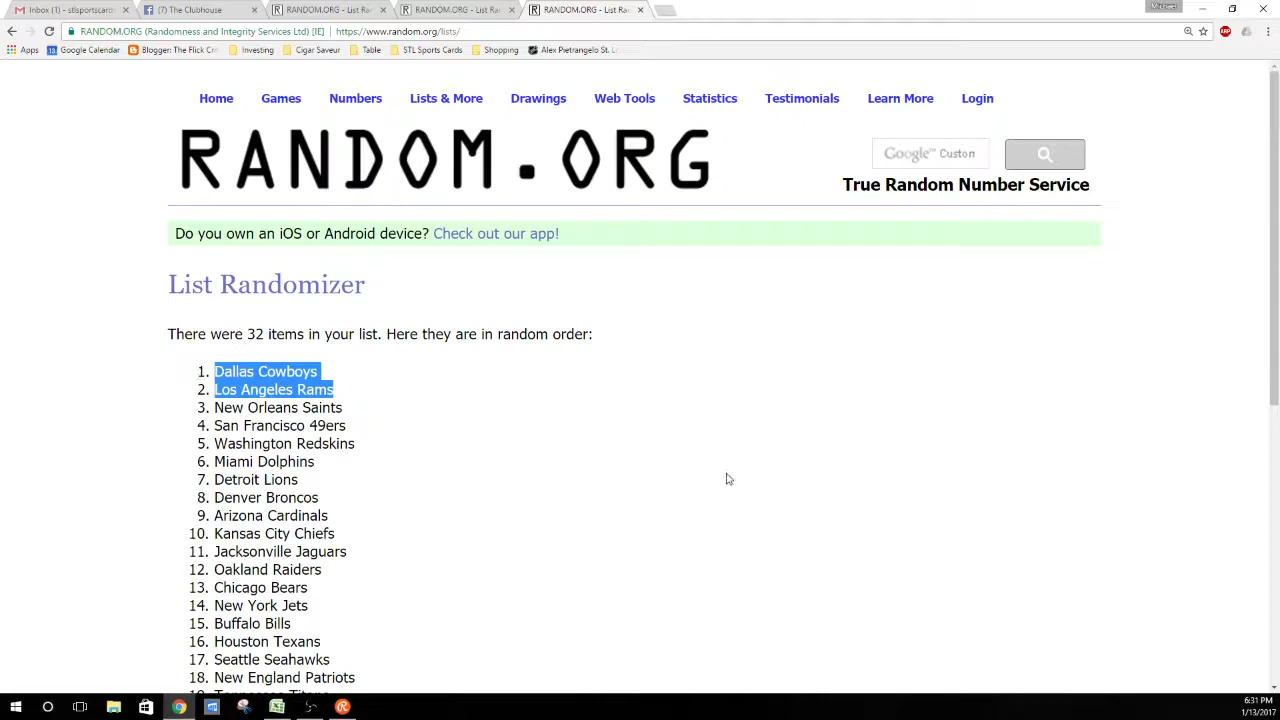 Inbox (1) - stlsportscaro
(7) The Clubhouse
RANDOM.ORG - List Ra
RANDOM.ORG - List Ra
RANDOM.ORG - List Ra
Michael
RANDOM.ORG (Randomness and Integrity Services Ltd) [IE]
https://www.random.org/lists/
Apps
Google Calendar
Blogger: The Flick Cr
Investing
Cigar Saveur
Table
STL Sports Cards
Shopping
Alex Pietrangelo St. L
Home
Games
Numbers
Lists & More
Drawings
Web Tools
Statistics
Testimonials
Learn More
Login
RANDOM.ORG
Google™ Custom
True Random Number Service
Do you own an iOS or Android device? Check out our app!
List Randomizer
There were 32 items in your list. Here they are in random order:
1. Dallas Cowboys
2. Los Angeles Rams
3. New Orleans Saints
4. San Francisco 49ers
5. Washington Redskins
6. Miami Dolphins
7. Detroit Lions
8. Denver Broncos
9. Arizona Cardinals
10. Kansas City Chiefs
11. Jacksonville Jaguars
12. Oakland Raiders
13. Chicago Bears
14. New York Jets
15. Buffalo Bills
16. Houston Texans
17. Seattle Seahawks
18. New England Patriots
19. Tennessee Titans
6:31 PM
1/13/2017